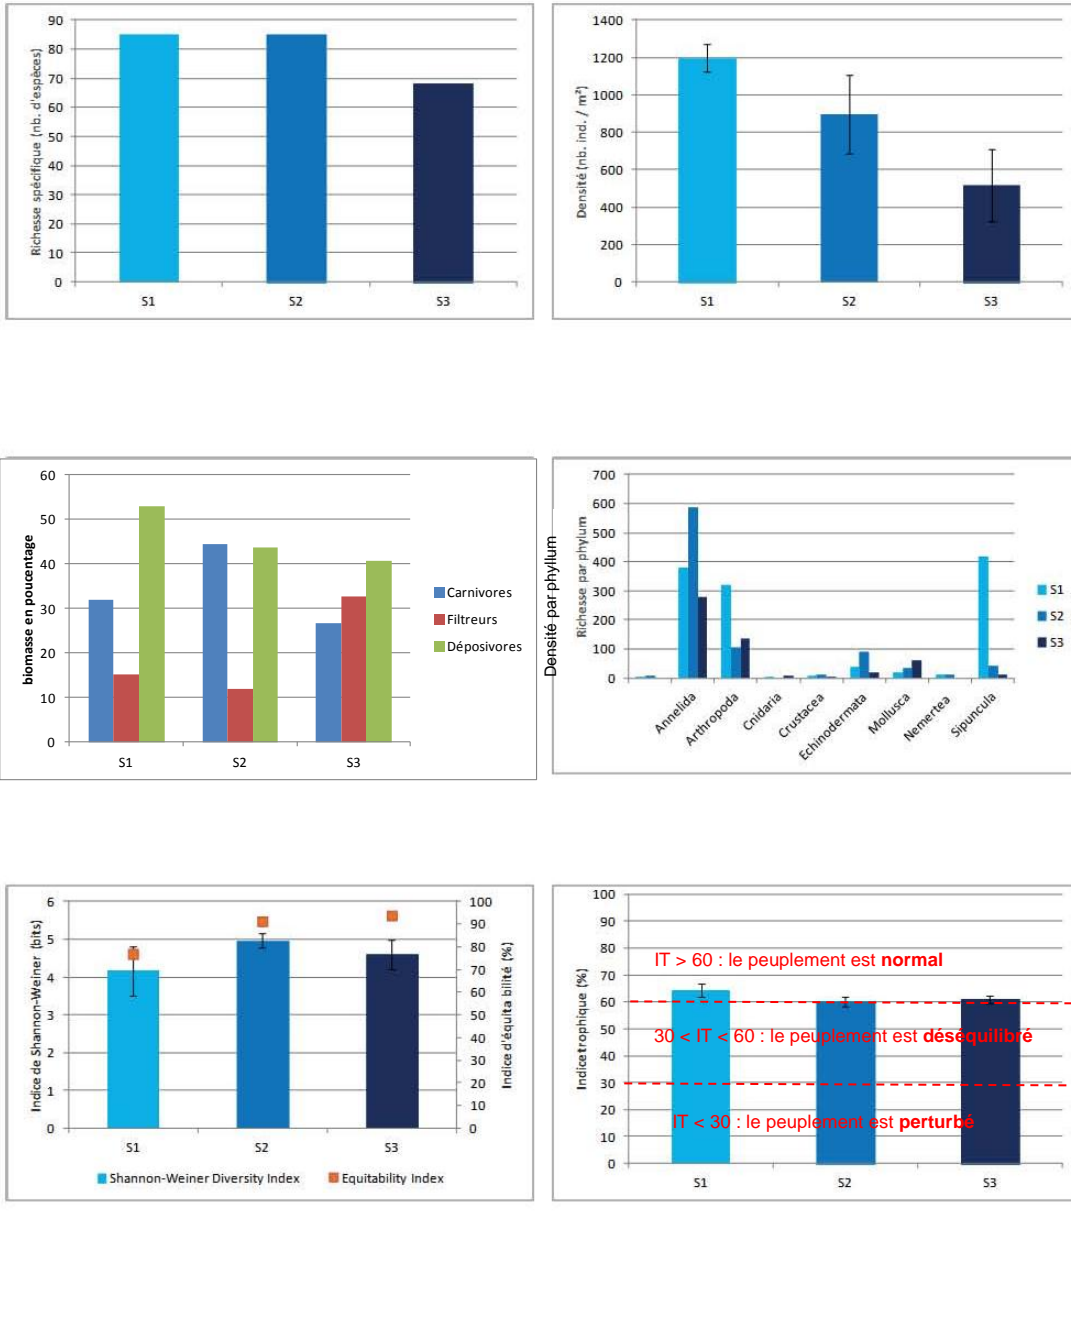 Richesse spécifique (nb. d'espèces)
90
80
70
60
50
40
30
20
10
0
S1 S2 S3
Densité (nb. ind. / m²)
1400
1200
1000
800
600
400
200
0
S1 S2 S3
biomasse en poucentage
60
50
40
30
20
10
0
S1 S2 S3
Carnivores
Filtreurs
Déposivores
Densité par phyllum
Richesse par phylum
700
600
500
400
300
200
100
0
Annelida
Arthropoda
Cnidaria
Crustacea
Echinodermata
Mollusca
Nemertea
Sipuncula
S1
S2
S3
Indice de Shannon-Weiner (bits)
6
5
4
3
2
1
0
100
90
80
70
60
50
40
30
20
10
0
Indice d'équita bilité (%)
S1 S2 S3
Shannon-Weiner Diversity Index Equitability Index
Indicetrophique (%)
100
90
80
70
60
50
40
30
20
10
0
IT > 60 : le peuplement est normal
30 < IT < 60 : le peuplement est déséquilibré
IT < 30 : le peuplement est perturbé
S1 S2 S3